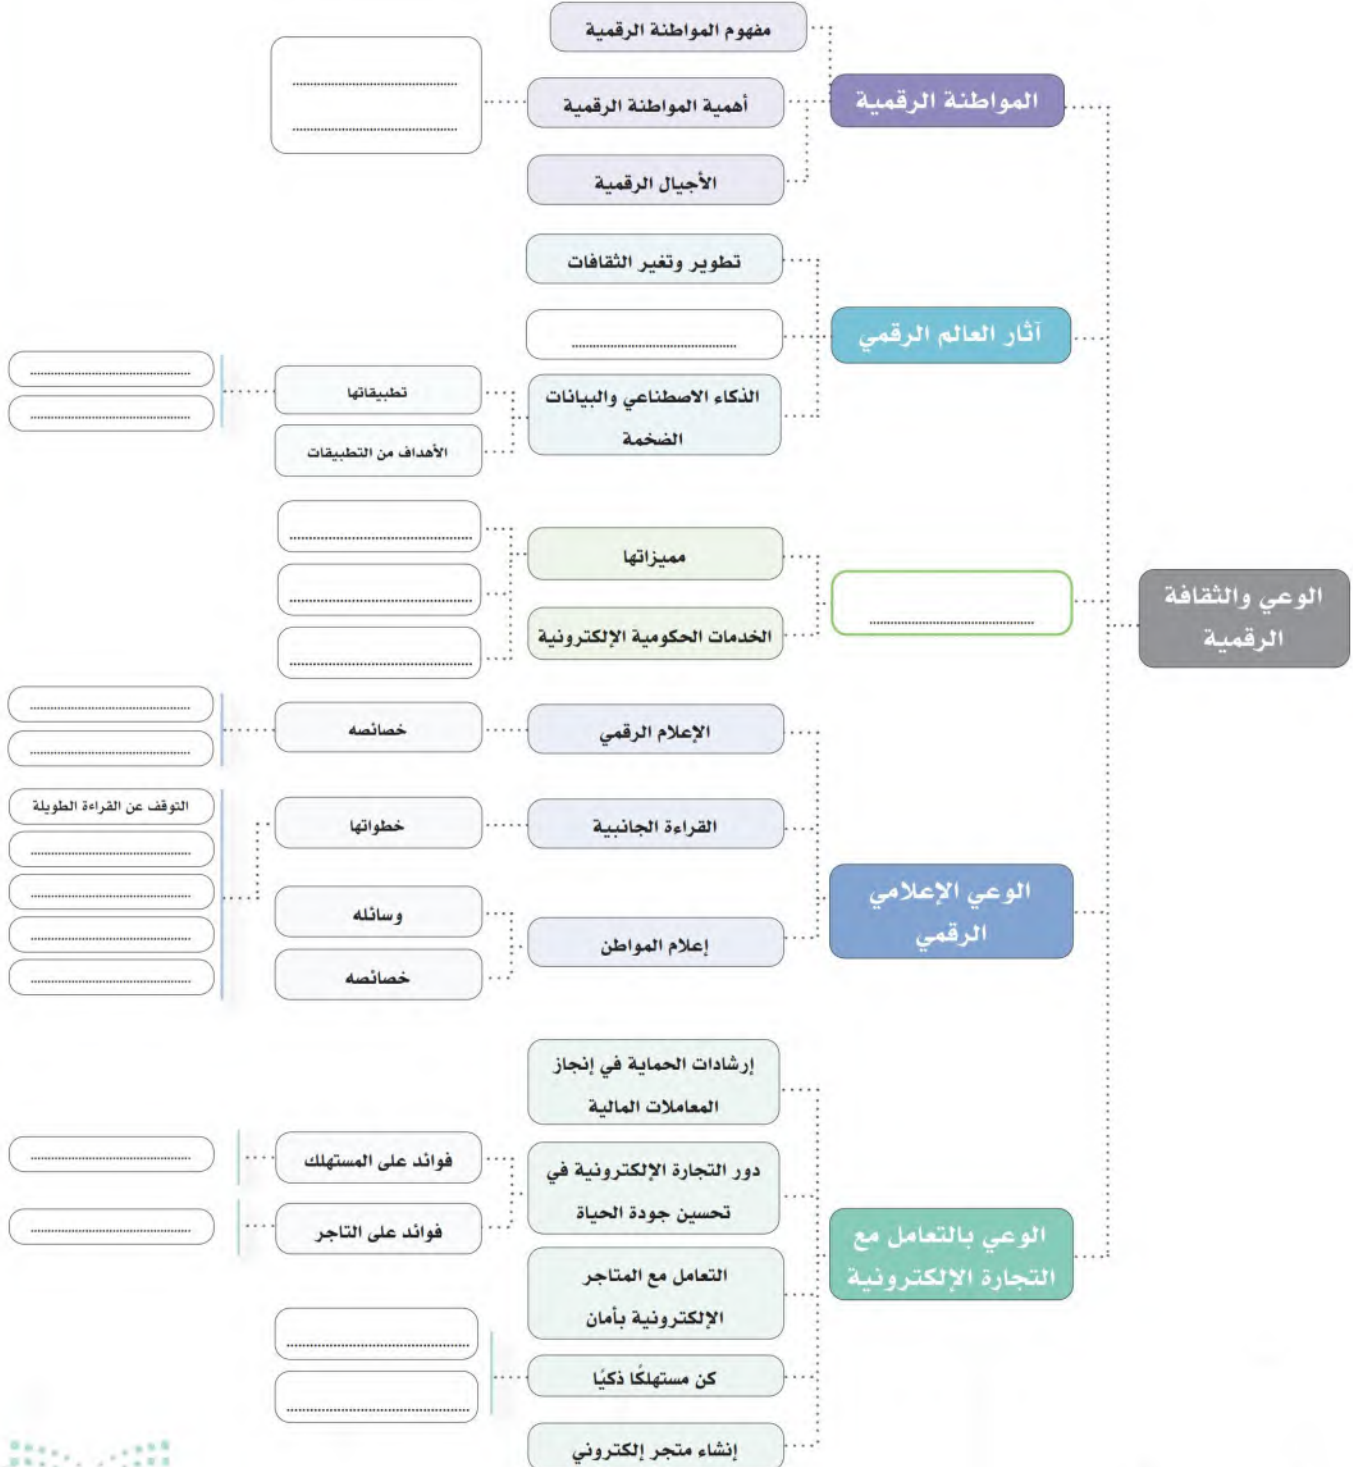 الوعي والثقافة
الرقمية
المواطنة الرقمية
مفهوم المواطنة الرقمية
أهمية المواطنة الرقمية
الأجيال الرقمية
آثار العالم الرقمي
تطوير وتغير الثقافات
الذكاء الاصطناعي والبيانات
الضخمة
تطبيقاتها
الأهداف من التطبيقات
مميزاتها
الخدمات الحكومية الإلكترونية
الوعي الإعلامي
الرقمي
الإعلام الرقمي
خصائصه
القراءة الجانبية
خطواتها
التوقف عن القراءة الطويلة
إعلام المواطن
وسائله
خصائصه
الوعي بالتعامل مع
التجارة الإلكترونية
إرشادات الحماية في إنجاز
المعاملات المالية
دور التجارة الإلكترونية في
تحسين جودة الحياة
فوائد على المستهلك
فوائد على التاجر
التعامل مع المتاجر
الإلكترونية بأمان
كن مستهلكًا ذكيًا
إنشاء متجر إلكتروني